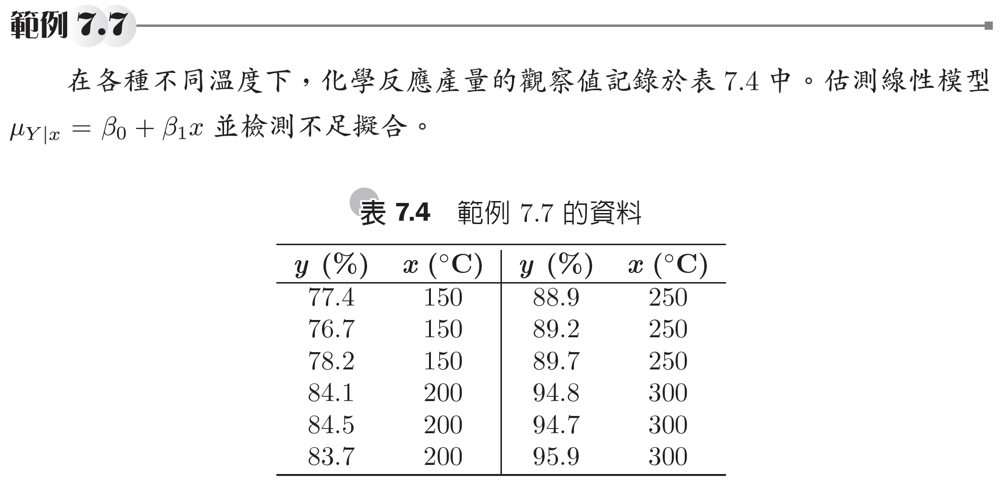 範例 7.7
在各種不同溫度下,化學反應產量的觀察值記錄於表 7.4 中。估測線性模型
μ_{Y|x} = β₀ + β₁x 並檢測不足擬合。
表 7.4 範例 7.7 的資料
y (%) x (°C) y (%) x (°C)
77.4 150 88.9 250
76.7 150 89.2 250
78.2 150 89.7 250
84.1 200 94.8 300
84.5 200 94.7 300
83.7 200 95.9 300